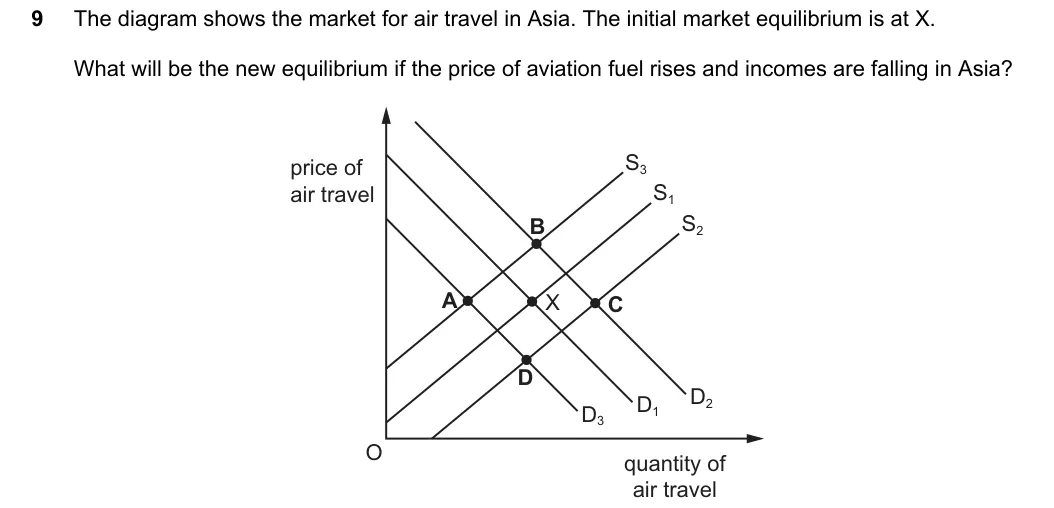 9 The diagram shows the market for air travel in Asia. The initial market equilibrium is at X.
What will be the new equilibrium if the price of aviation fuel rises and incomes are falling in Asia?
price of
air travel
S₃
S₁
S₂
B
A
X
C
D
D₃
D₁
D₂
O
quantity of
air travel